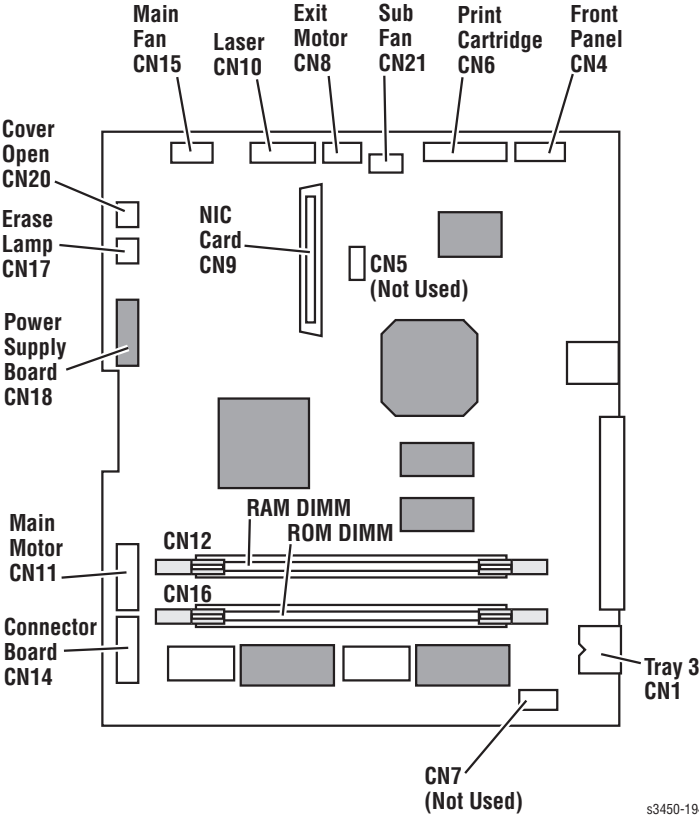 Main
Fan
CN15
Laser
CN10
Exit
Motor
CN8
Sub
Fan
CN21
Print
Cartridge
CN6
Front
Panel
CN4
Cover
Open
CN20
Erase
Lamp
CN17
NIC
Card
CN9
CN5
(Not Used)
Power
Supply
Board
CN18
RAM DIMM
ROM DIMM
CN12
Main
Motor
CN11
CN16
Connector
Board
CN14
Tray 3
CN1
CN7
(Not Used)
s3450-19